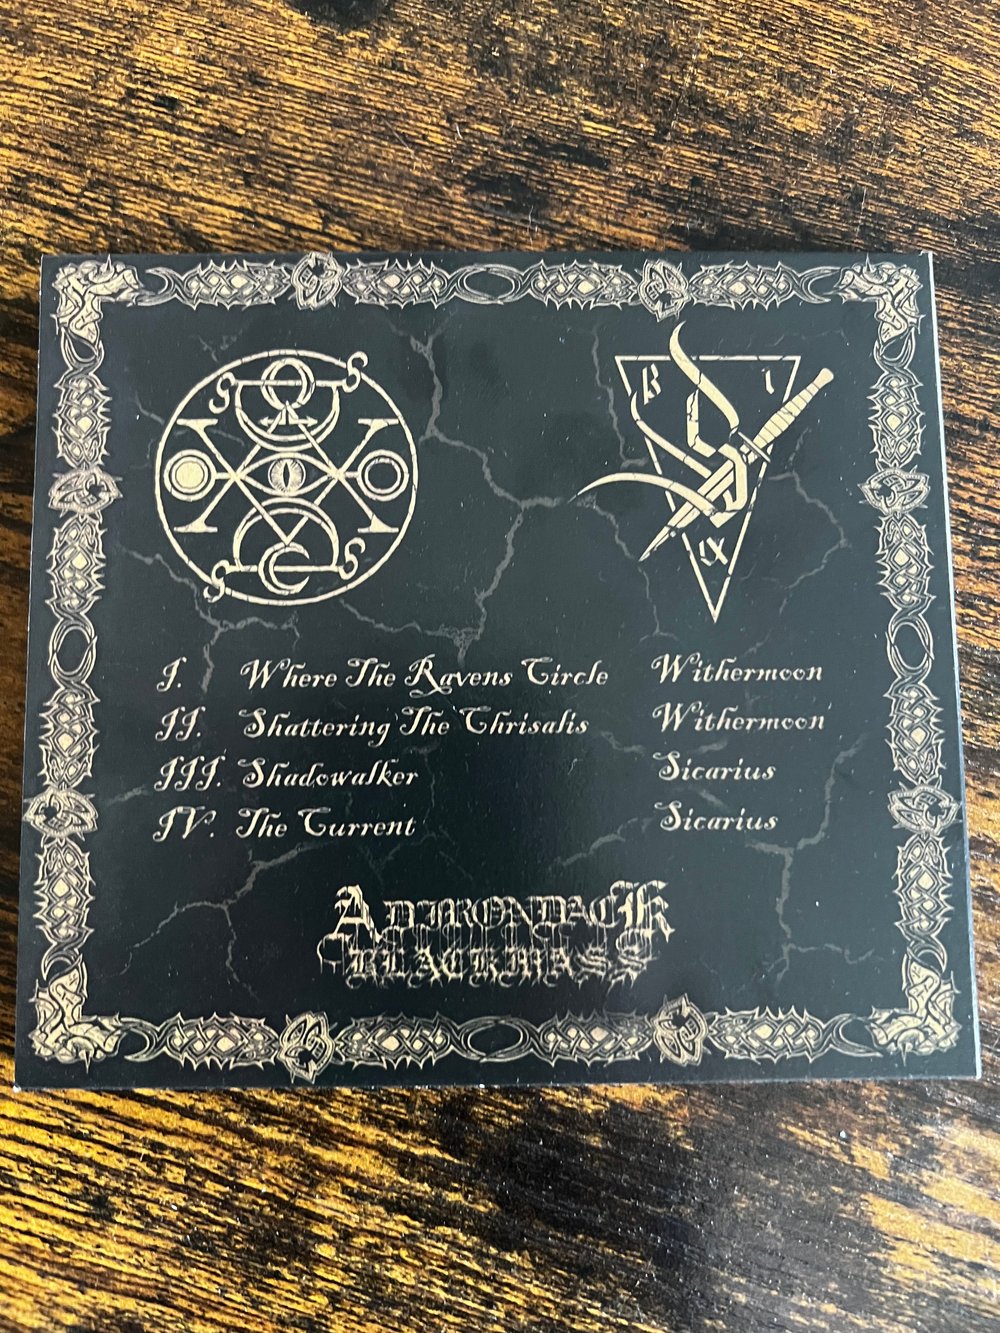 S S
S S
K I
IX
I. Where The Ravens Circle Withermoon
II. Shattering The Chrisalis Withermoon
III. Shadowalker Sicarius
IV. The Current Sicarius
Adirondack
Blackmass